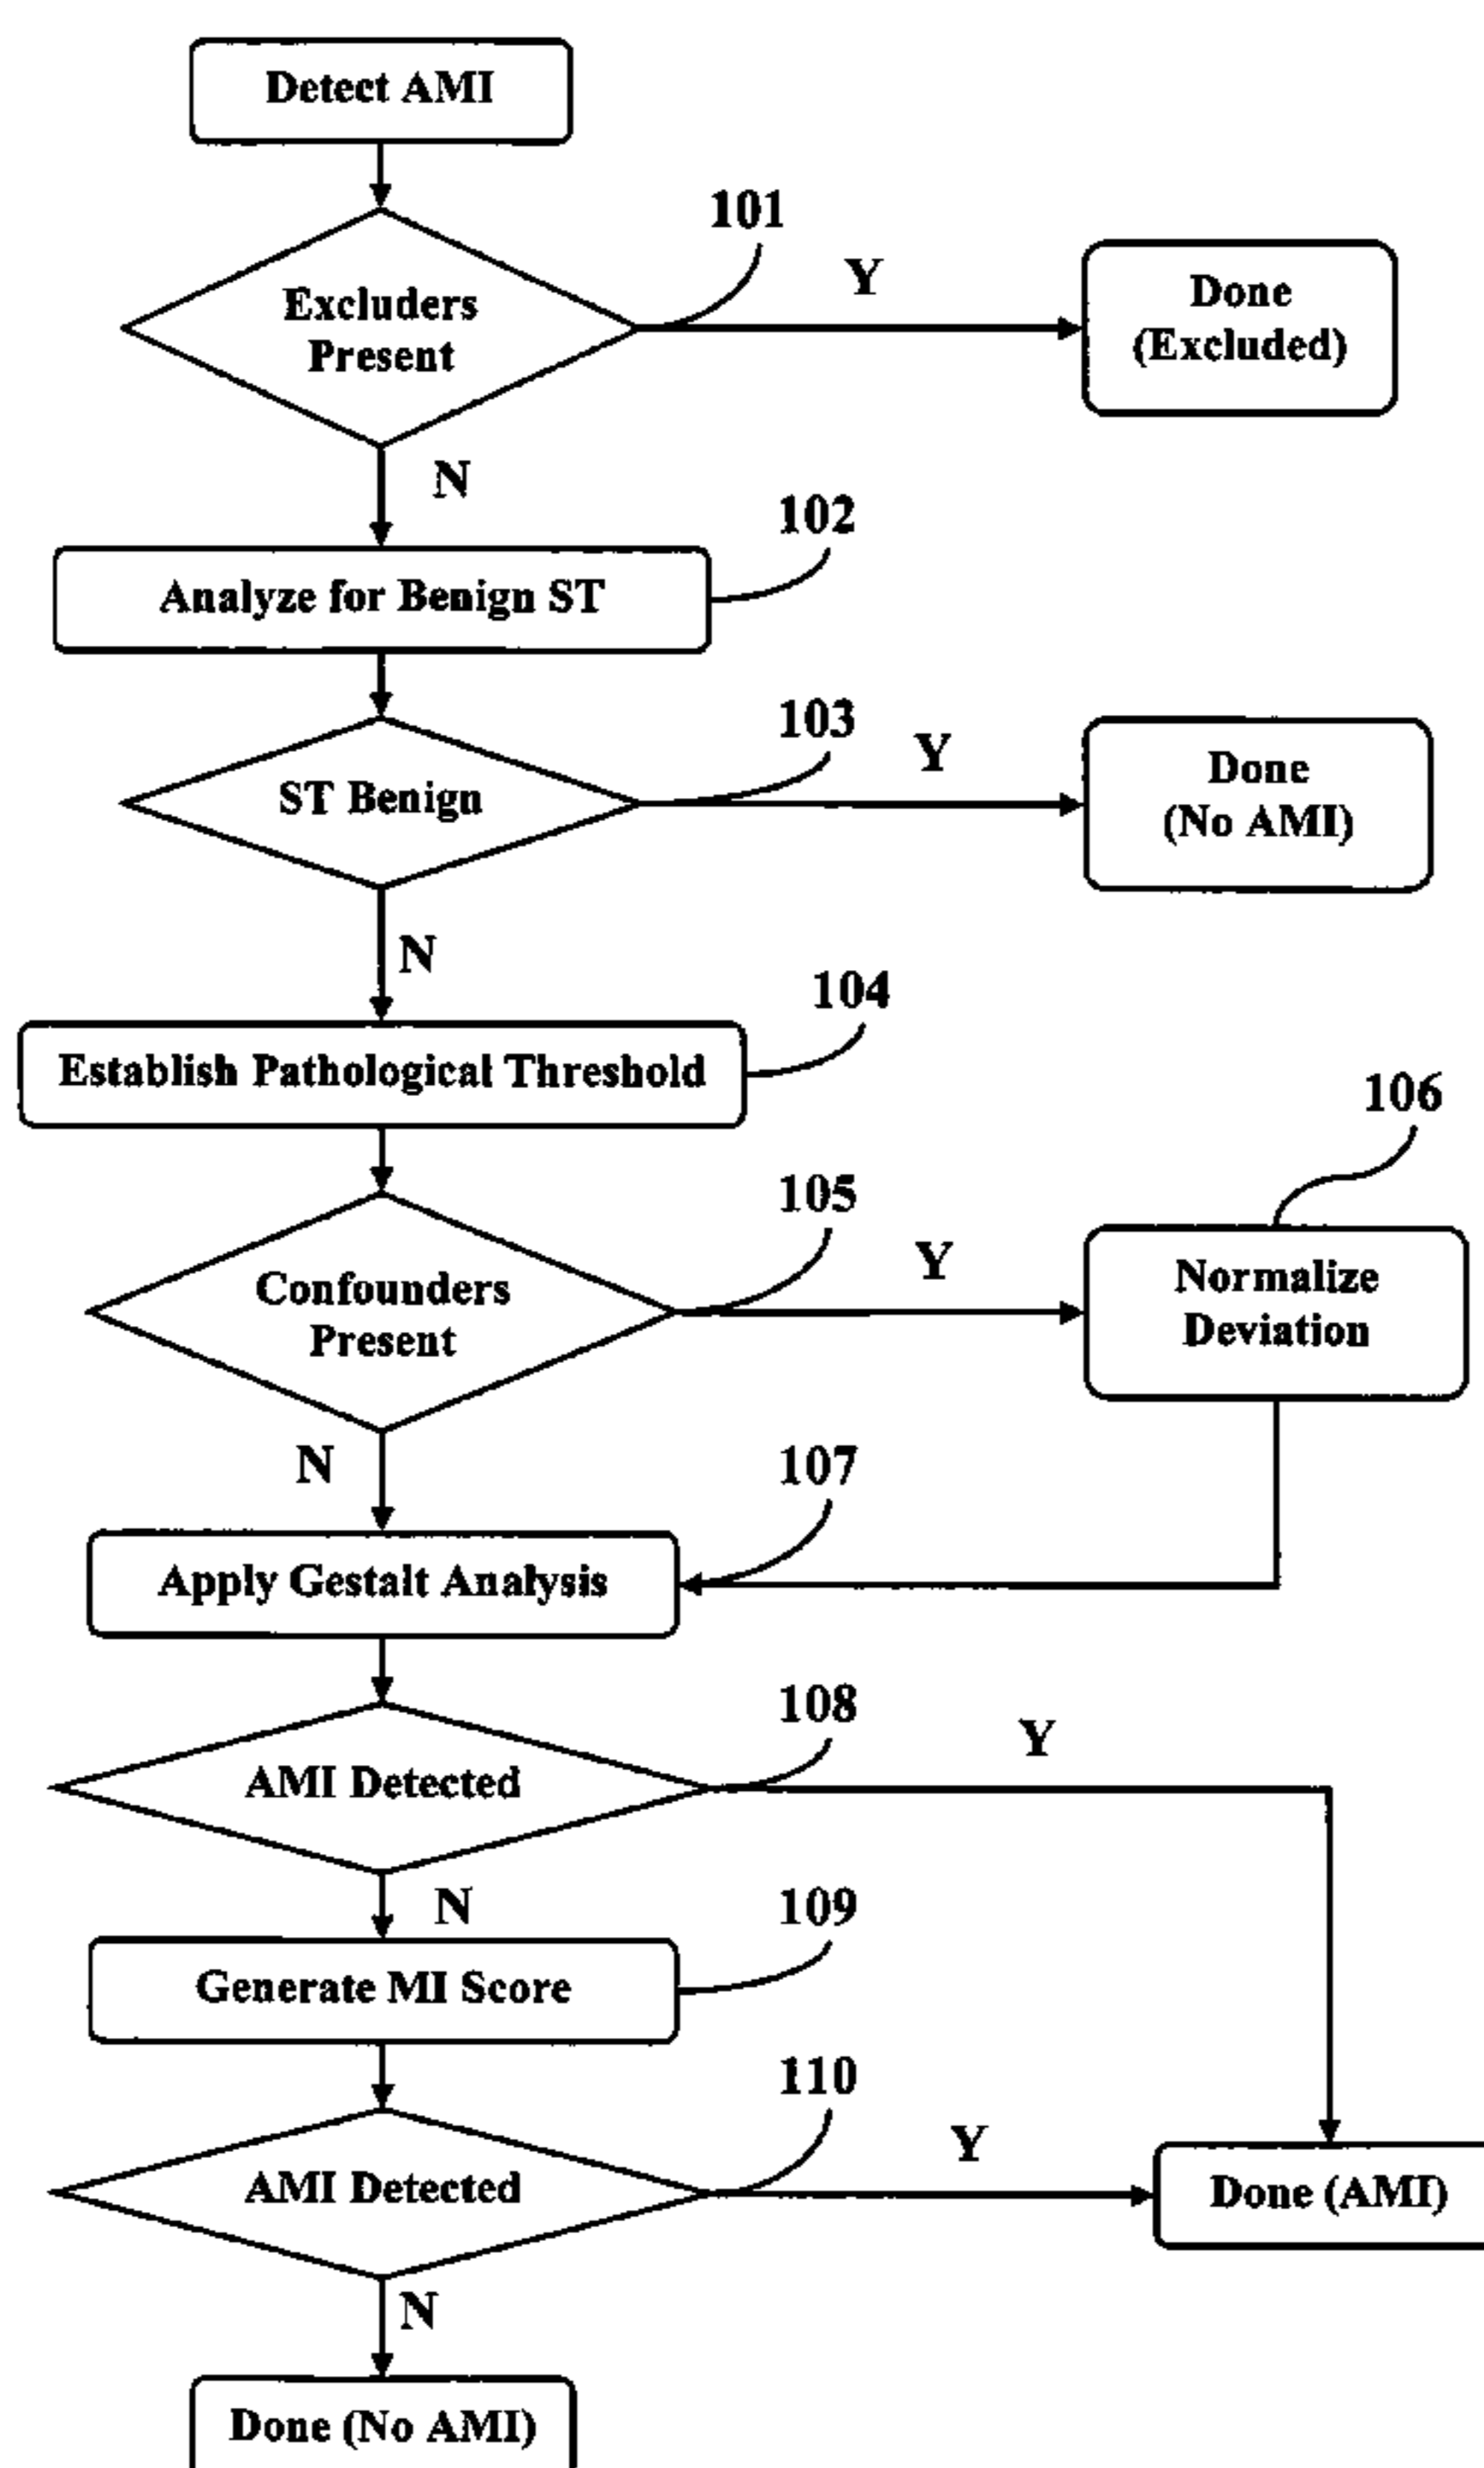 Detect AMI
101
Y
Excluders
Present
Done
(Excluded)
N
102
Analyze for Benign ST
103
Y
ST Benign
Done
(No AMI)
N
104
Establish Pathological Threshold
106
105
Y
Confounders
Present
Normalize
Deviation
N
107
Apply Gestalt Analysis
108
Y
AMI Detected
N
109
Generate MI Score
110
Y
AMI Detected
Done (AMI)
N
Done (No AMI)